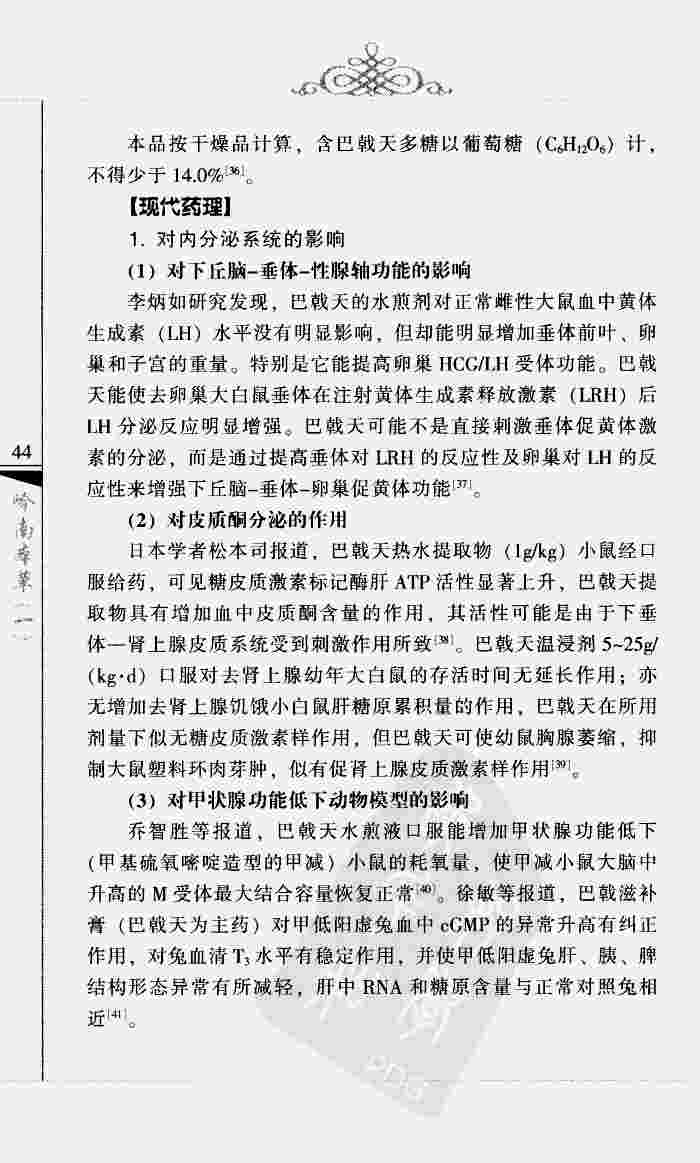 本品按干燥品计算，含巴戟天多糖以葡萄糖（C₆H₁₂O₆）计，
不得少于 14.0%[36]。
【现代药理】
1. 对内分泌系统的影响
(1) 对下丘脑–垂体–性腺轴功能的影响
李炳如研究发现，巴戟天的水煎剂对正常雌性大鼠血中黄体
生成素（LH）水平没有明显影响，但却能明显增加垂体前叶、卵
巢和子宫的重量。特别是它能提高卵巢 HCG/LH 受体功能。巴戟
天能使去卵巢大白鼠垂体在注射黄体生成素释放激素（LRH）后
LH 分泌反应明显增强。巴戟天可能不是直接刺激垂体促黄体激
素的分泌，而是通过提高垂体对 LRH 的反应性及卵巢对 LH 的反
应性来增强下丘脑–垂体–卵巢促黄体功能[37]。
(2) 对皮质酮分泌的作用
日本学者松本司报道，巴戟天热水提取物（1g/kg）小鼠经口
服给药，可见糖皮质激素标记酶肝 ATP 活性显著上升，巴戟天提
取物具有增加血中皮质酮含量的作用，其活性可能是由于下垂
体—肾上腺皮质系统受到刺激作用所致[38]。巴戟天温浸剂 5~25g/
(kg·d) 口服对去肾上腺幼年大白鼠的存活时间无延长作用；亦
无增加去肾上腺饥饿小白鼠肝糖原累积量的作用，巴戟天在所用
剂量下似无糖皮质激素样作用，但巴戟天可使幼鼠胸腺萎缩，抑
制大鼠塑料环肉芽肿，似有促肾上腺皮质激素样作用[39]。
(3) 对甲状腺功能低下动物模型的影响
乔智胜等报道，巴戟天水煎液口服能增加甲状腺功能低下
(甲基硫氧嘧啶造型的甲减) 小鼠的耗氧量，使甲减小鼠大脑中
升高的 M 受体最大结合容量恢复正常[40]。徐敏等报道，巴戟滋补
膏（巴戟天为主药）对甲低阳虚兔血中 cGMP 的异常升高有纠正
作用，对兔血清 T₃ 水平有稳定作用，并使甲低阳虚兔肝、胰、脾
结构形态异常有所减轻，肝中 RNA 和糖原含量与正常对照兔相
近[41]。
44
岭南本草（一）